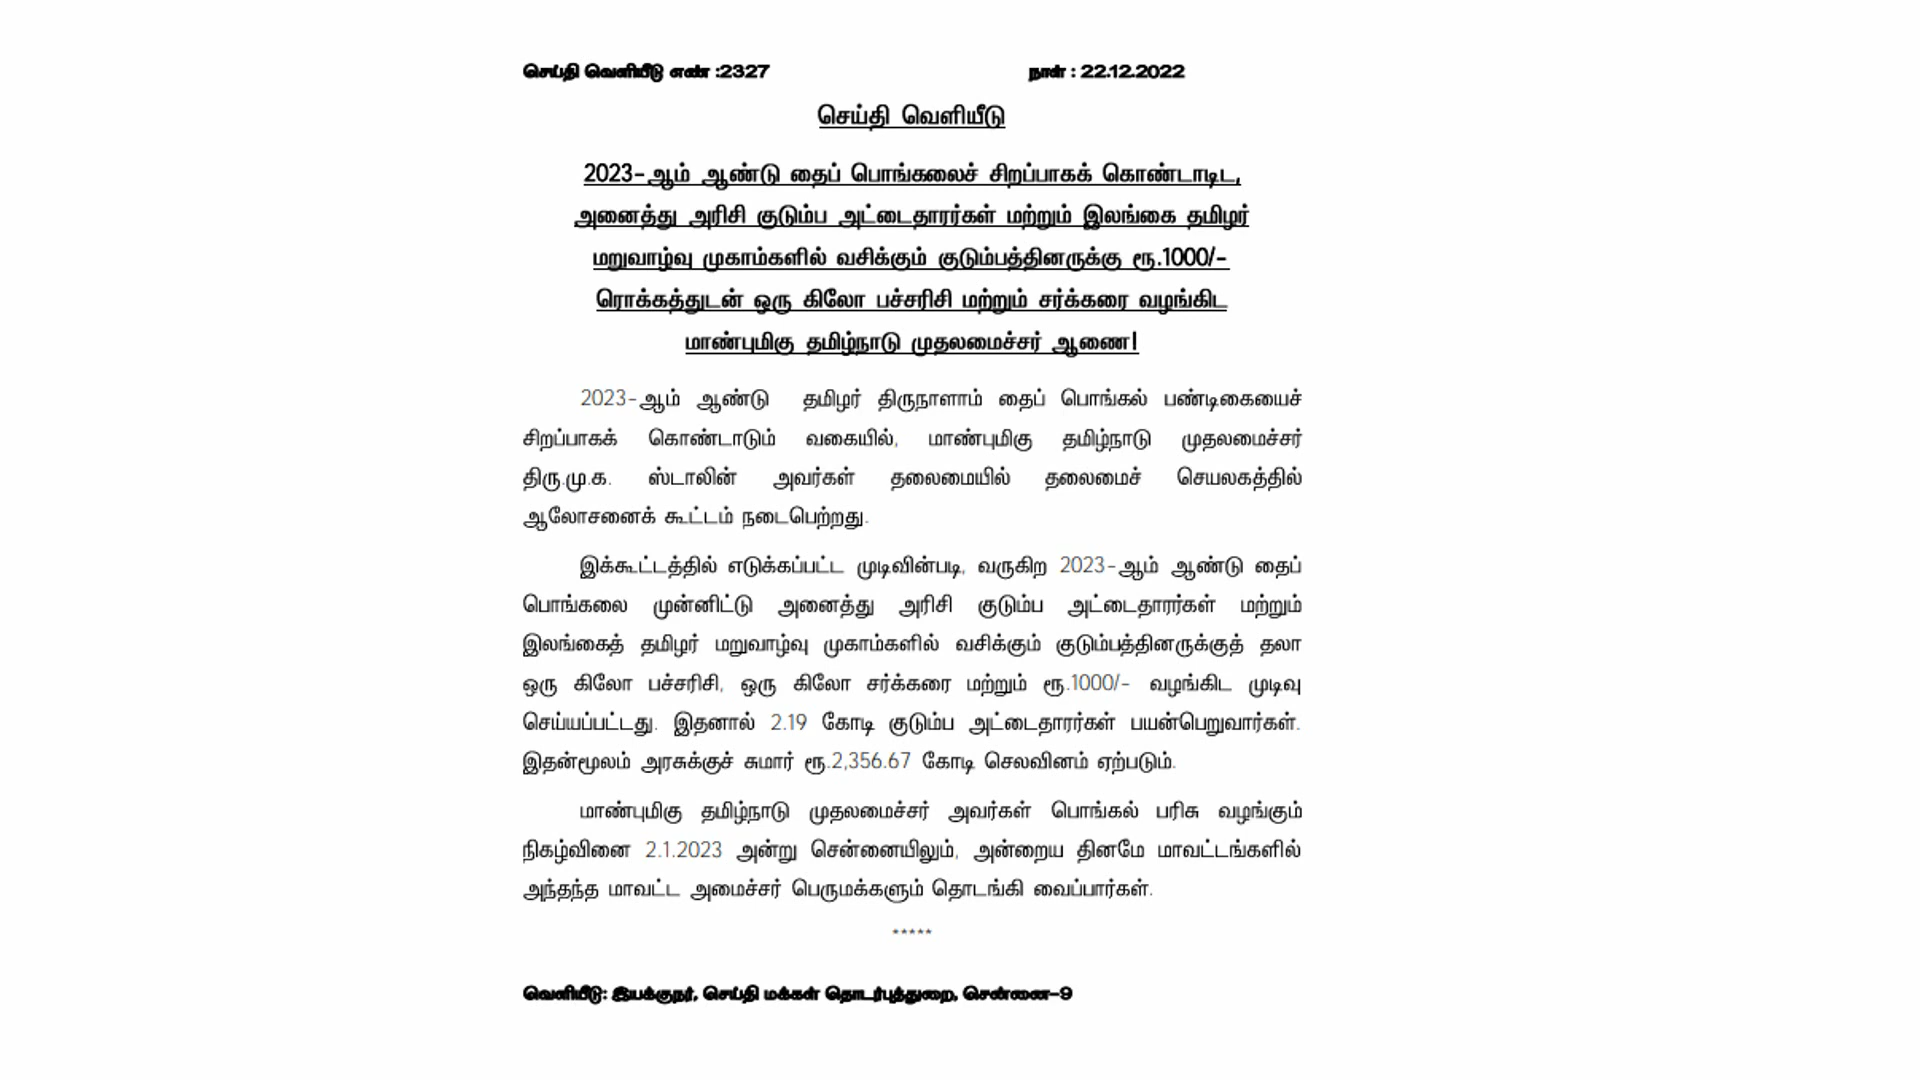 செய்தி வெளியீடு எண் :2327 நாள் : 22.12.2022
செய்தி வெளியீடு
2023-ஆம் ஆண்டு தைப் பொங்கலைச் சிறப்பாகக் கொண்டாடிட,
அனைத்து அரிசி குடும்ப அட்டைதாரர்கள் மற்றும் இலங்கை தமிழர்
மறுவாழ்வு முகாம்களில் வசிக்கும் குடும்பத்தினருக்கு ரூ.1000/-
ரொக்கத்துடன் ஒரு கிலோ பச்சரிசி மற்றும் சர்க்கரை வழங்கிட
மாண்புமிகு தமிழ்நாடு முதலமைச்சர் ஆணை!
2023-ஆம் ஆண்டு தமிழர் திருநாளாம் தைப் பொங்கல் பண்டிகையைச்
சிறப்பாகக் கொண்டாடும் வகையில், மாண்புமிகு தமிழ்நாடு முதலமைச்சர்
திரு.மு.க. ஸ்டாலின் அவர்கள் தலைமையில் தலைமைச் செயலகத்தில்
ஆலோசனைக் கூட்டம் நடைபெற்றது.
இக்கூட்டத்தில் எடுக்கப்பட்ட முடிவின்படி, வருகிற 2023-ஆம் ஆண்டு தைப்
பொங்கலை முன்னிட்டு அனைத்து அரிசி குடும்ப அட்டைதாரர்கள் மற்றும்
இலங்கைத் தமிழர் மறுவாழ்வு முகாம்களில் வசிக்கும் குடும்பத்தினருக்குத் தலா
ஒரு கிலோ பச்சரிசி, ஒரு கிலோ சர்க்கரை மற்றும் ரூ.1000/- வழங்கிட முடிவு
செய்யப்பட்டது. இதனால் 2.19 கோடி குடும்ப அட்டைதாரர்கள் பயன்பெறுவார்கள்.
இதன்மூலம் அரசுக்குச் சுமார் ரூ.2,356.67 கோடி செலவினம் ஏற்படும்.
மாண்புமிகு தமிழ்நாடு முதலமைச்சர் அவர்கள் பொங்கல் பரிசு வழங்கும்
நிகழ்வினை 2.1.2023 அன்று சென்னையிலும், அன்றைய தினமே மாவட்டங்களில்
அந்தந்த மாவட்ட அமைச்சர் பெருமக்களும் தொடங்கி வைப்பார்கள்.
*****
வெளியீடு: இயக்குநர், செய்தி மக்கள் தொடர்புத்துறை, சென்னை-9